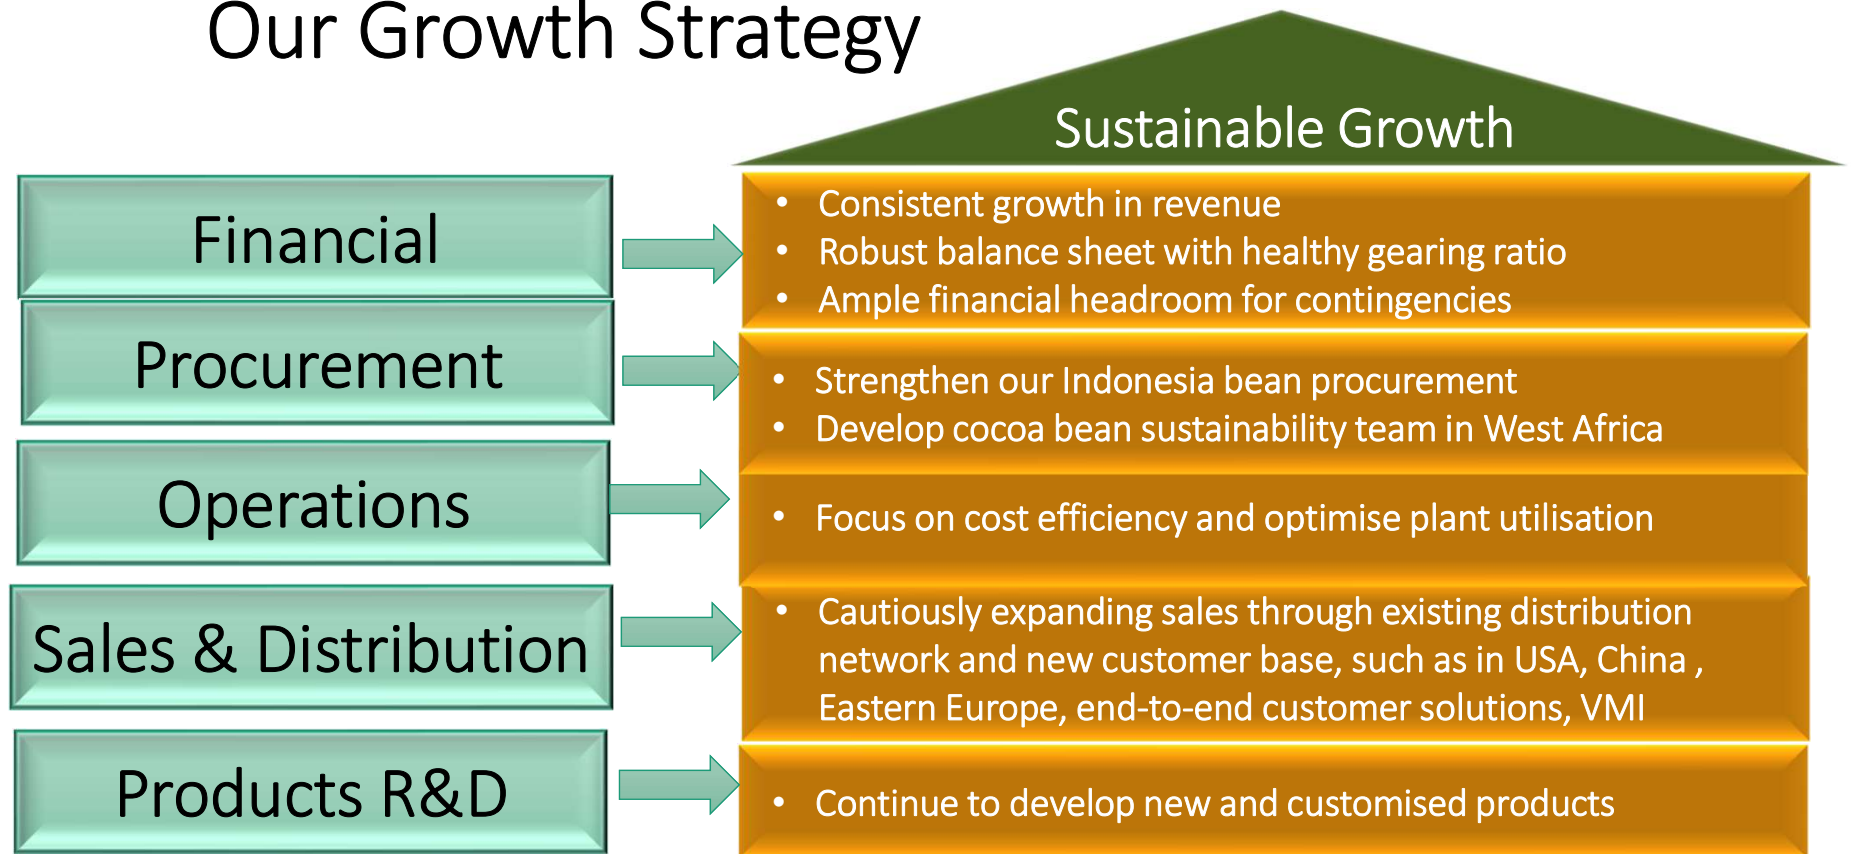 Our Growth Strategy
Sustainable Growth
Financial
• Consistent growth in revenue
• Robust balance sheet with healthy gearing ratio
• Ample financial headroom for contingencies
Procurement
• Strengthen our Indonesia bean procurement
• Develop cocoa bean sustainability team in West Africa
Operations
• Focus on cost efficiency and optimise plant utilisation
Sales & Distribution
• Cautiously expanding sales through existing distribution
network and new customer base, such as in USA, China ,
Eastern Europe, end-to-end customer solutions, VMI
Products R&D
• Continue to develop new and customised products